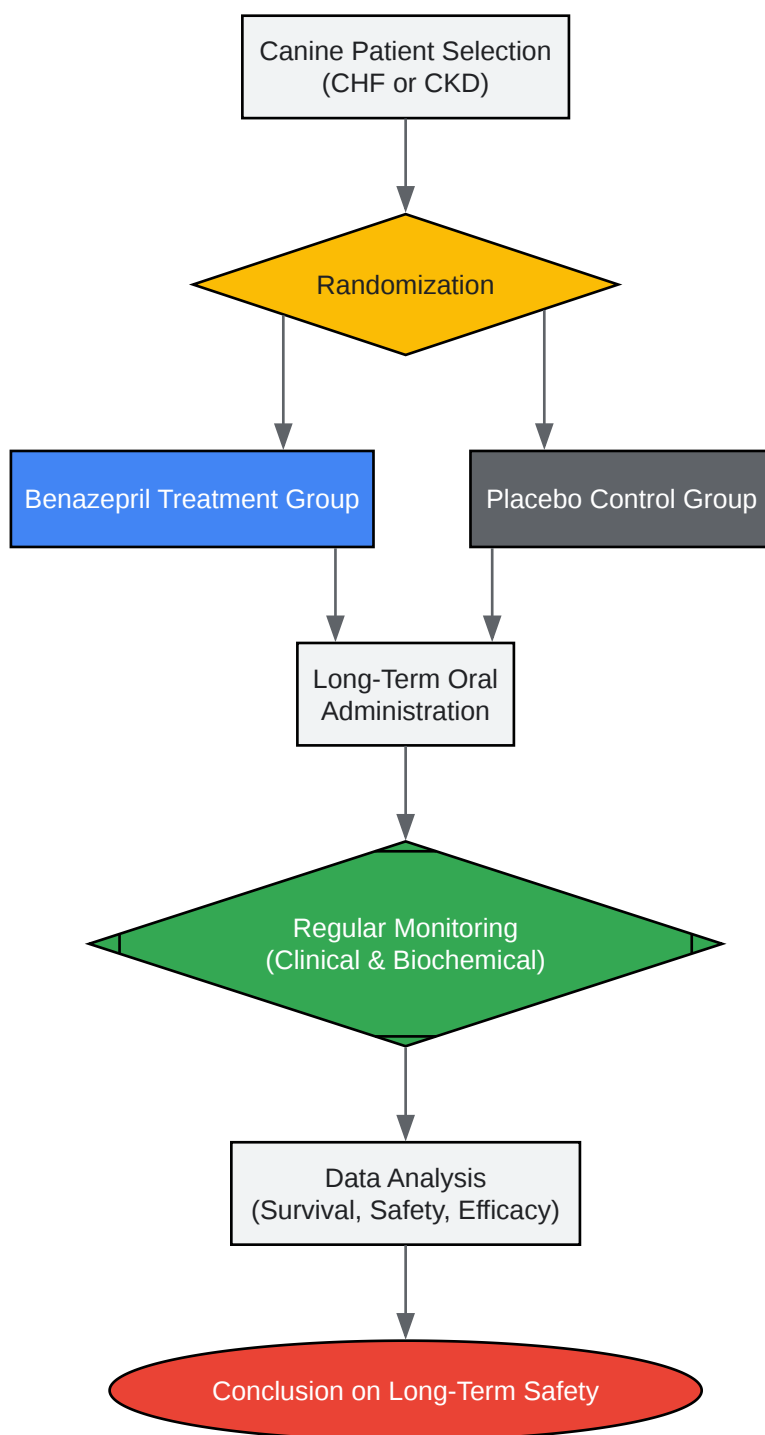 Canine Patient Selection
(CHF or CKD)
Randomization
Benazepril Treatment Group
Placebo Control Group
Long-Term Oral
Administration
Regular Monitoring
(Clinical & Biochemical)
Data Analysis
(Survival, Safety, Efficacy)
Conclusion on Long-Term Safety